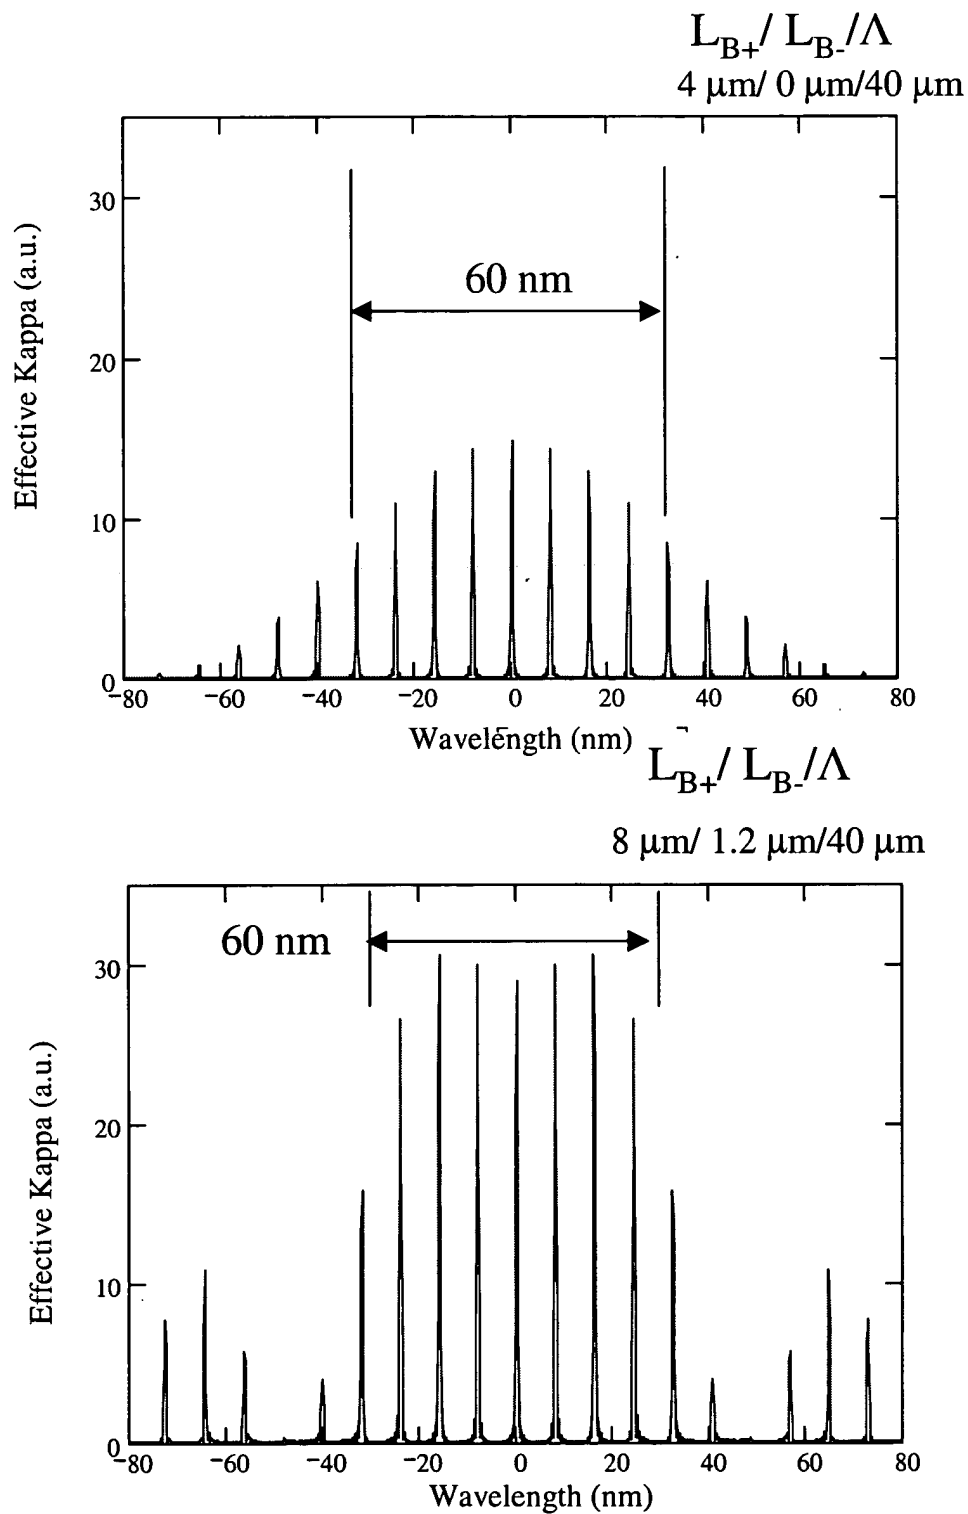 L_B+/ L_B-/Λ
4 μm/ 0 μm/40 μm
Effective Kappa (a.u.)
30
20
10
0
60 nm
−80 −60 −40 −20 0 20 40 60 80
Wavelength (nm)
L_B+/ L_B-/Λ
8 μm/ 1.2 μm/40 μm
Effective Kappa (a.u.)
30
20
10
0
60 nm
−80 −60 −40 −20 0 20 40 60 80
Wavelength (nm)